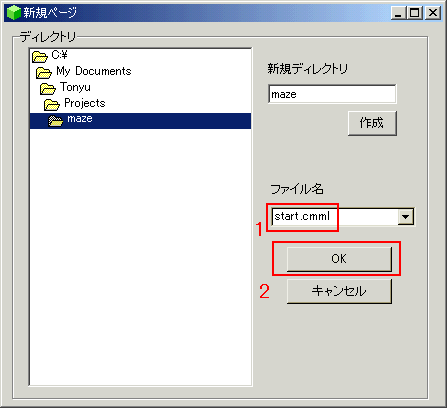 新規ページ
ディレクトリ
C:¥
My Documents
Tonyu
Projects
maze
新規ディレクトリ
maze
作成
ファイル名
1
start.cmml
OK
2
キャンセル